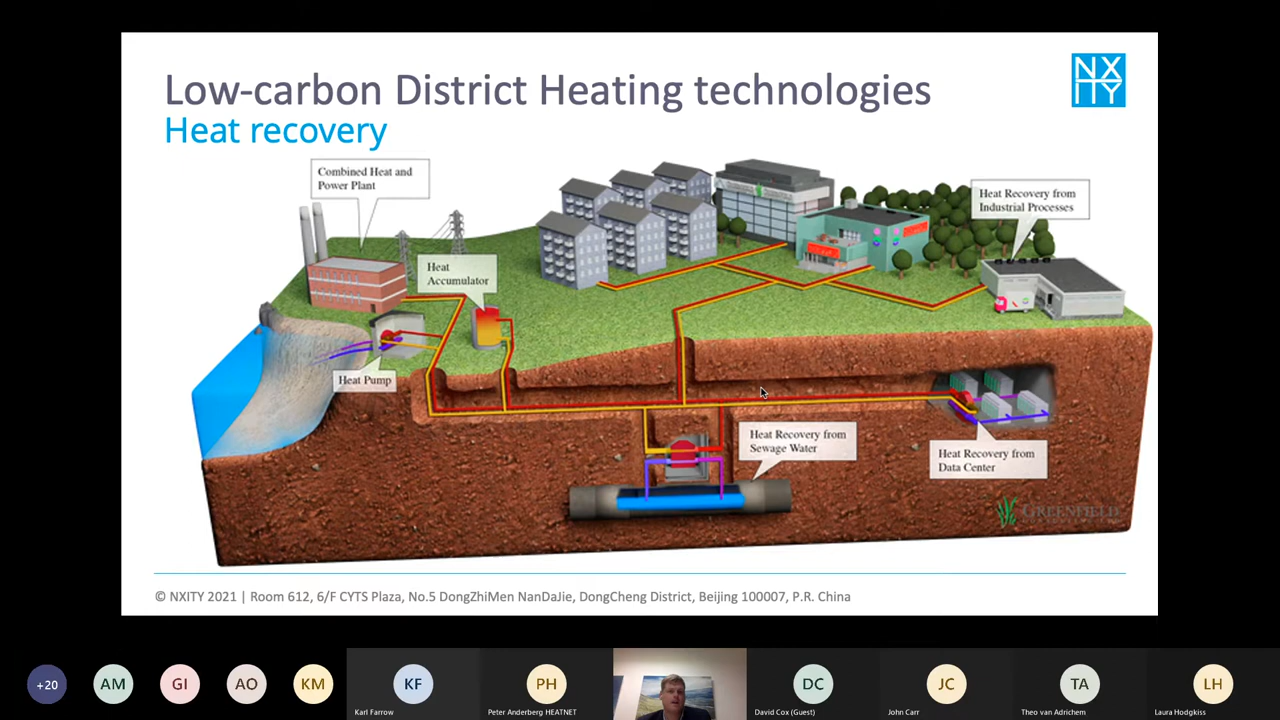 Low-carbon District Heating technologies
Heat recovery
NX
ITY
Combined Heat and
Power Plant
Heat Recovery from
Industrial Processes
Heat
Accumulator
Heat Pump
Heat Recovery from
Sewage Water
Heat Recovery from
Data Center
GREENFIELD
© NXITY 2021 | Room 612, 6/F CYTS Plaza, No.5 DongZhiMen NanDaJie, DongCheng District, Beijing 100007, P.R. China
+20
AM
GI
AO
KM
KF
PH
DC
JC
TA
LH
Karl Farrow
Peter Anderberg HEATNET
David Cox (Guest)
John Carr
Theo van Adrichem
Laura Hodgkiss